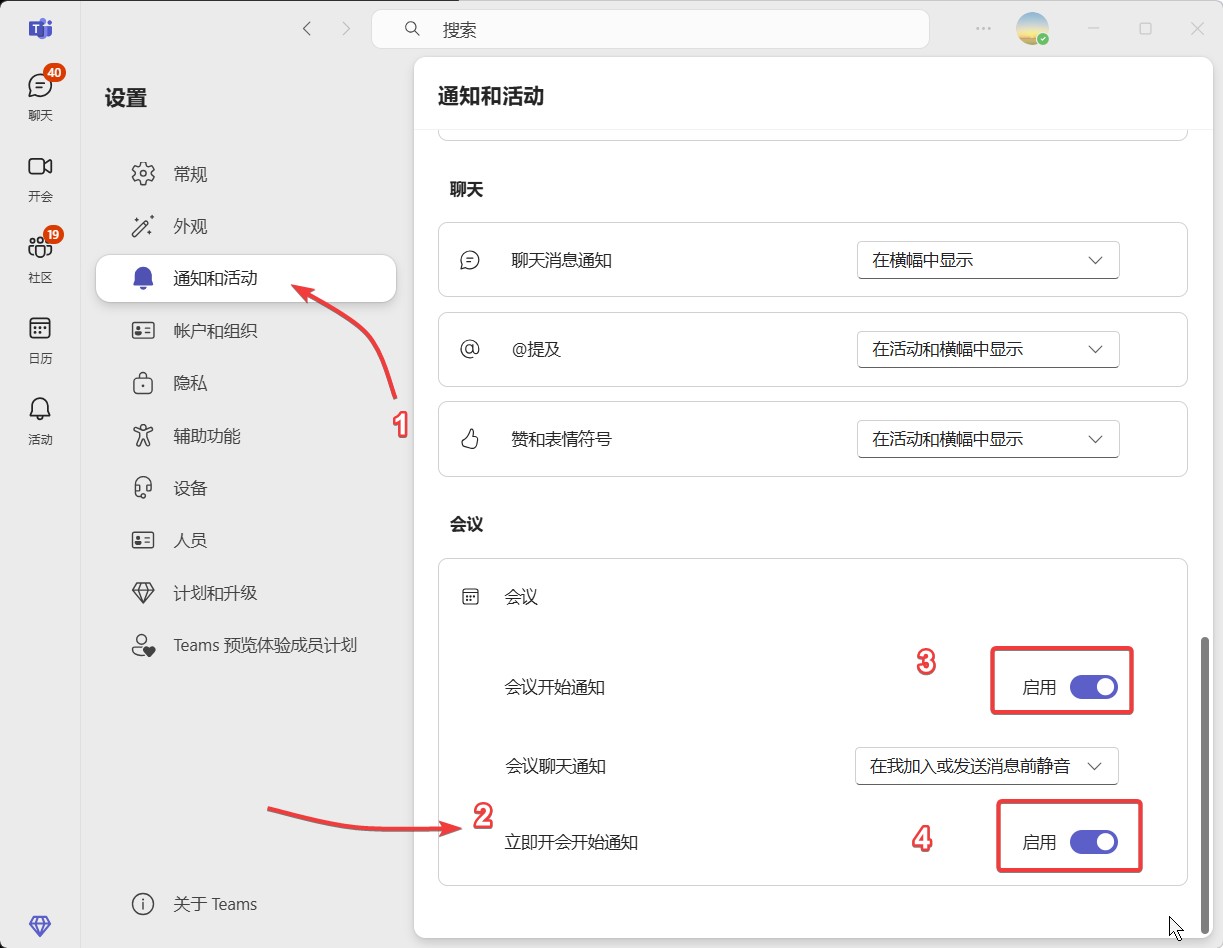 搜索
40
聊天
开会
19
社区
日历
活动
设置
常规
外观
通知和活动
帐户和组织
隐私
辅助功能
设备
人员
计划和升级
Teams 预览体验成员计划
关于 Teams
1
通知和活动
聊天
聊天消息通知
在横幅中显示
@提及
在活动和横幅中显示
赞和表情符号
在活动和横幅中显示
会议
会议
会议开始通知
3
启用
会议聊天通知
在我加入或发送消息前静音
2
立即开会开始通知
4
启用